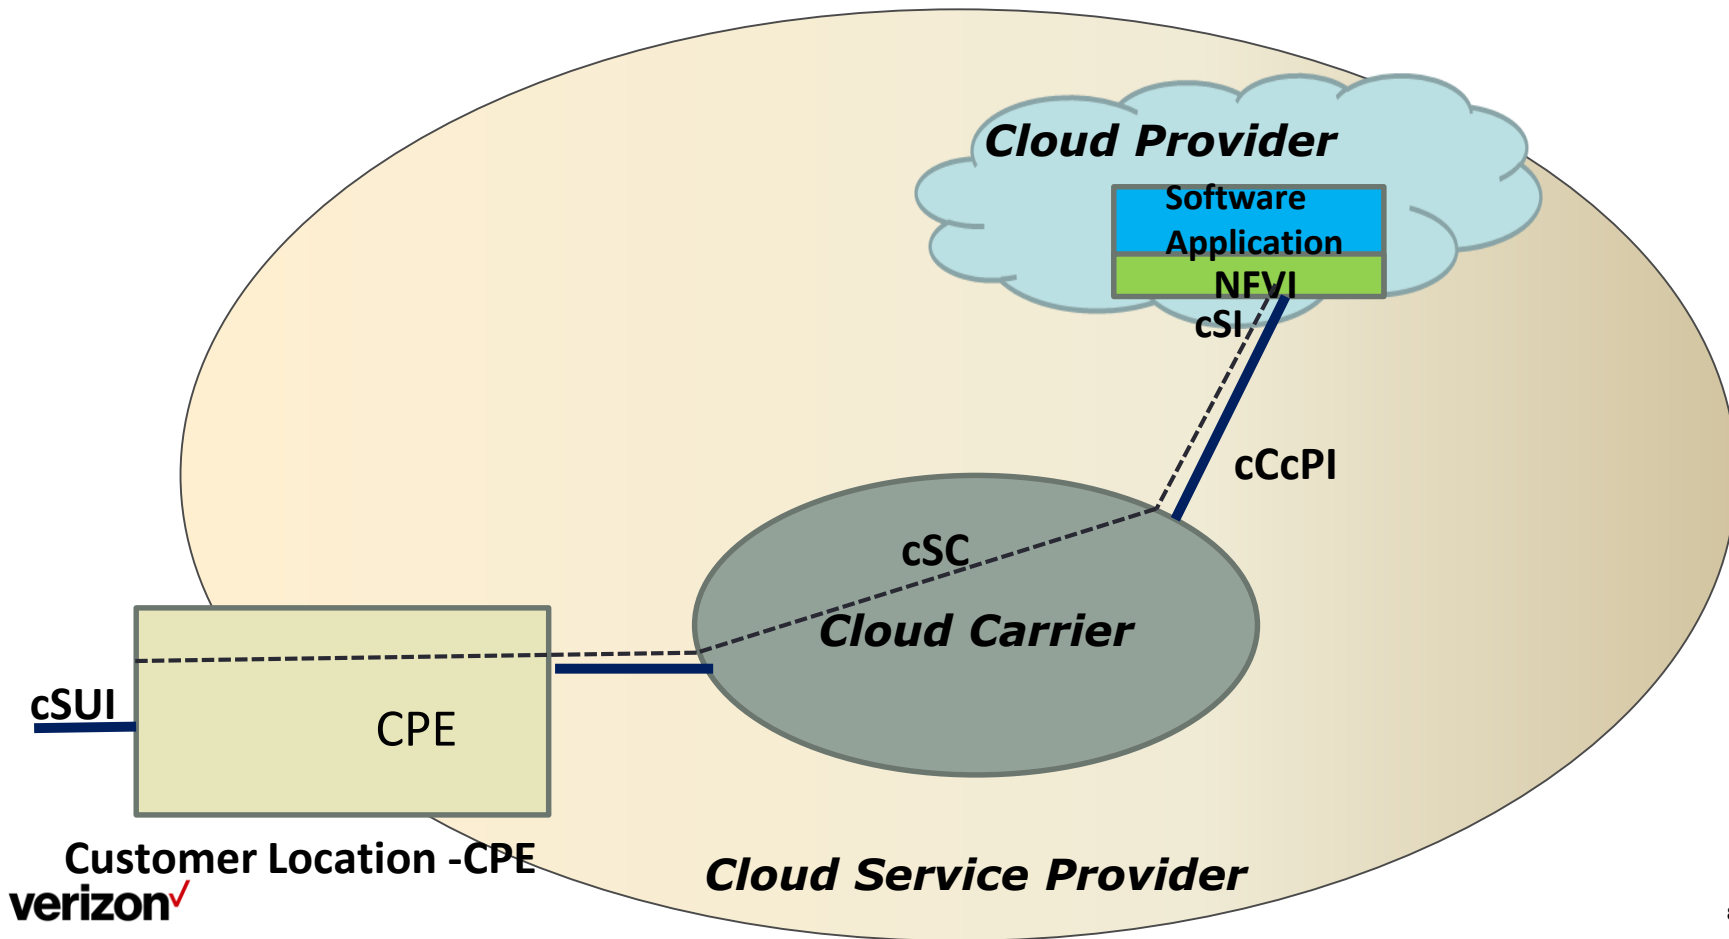 Cloud Provider
Software
Application
NFVI
cSI
cCcPI
cSC
Cloud Carrier
cSUI
CPE
Customer Location -CPE
Cloud Service Provider
verizon